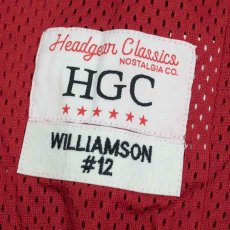 Headgear Classics
NOSTALGIA CO.
HGC
WILLIAMSON
#12